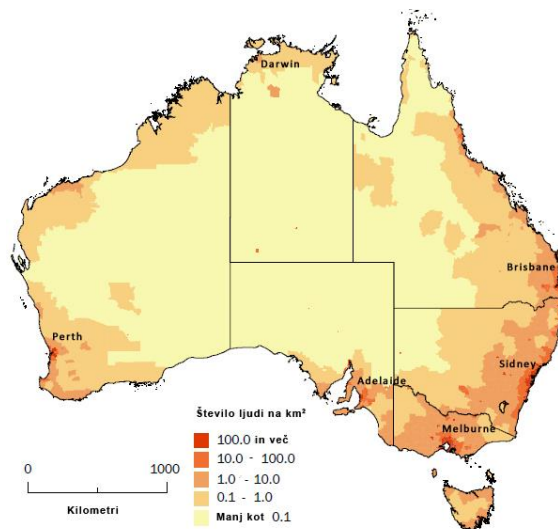 Darwin
Brisbane
Perth
Sidney
Adelaide
Melburne
Število ljudi na km²
100.0 in več
10.0 - 100.0
1.0 - 10.0
0.1 - 1.0
Manj kot 0.1
0 1000
Kilometri